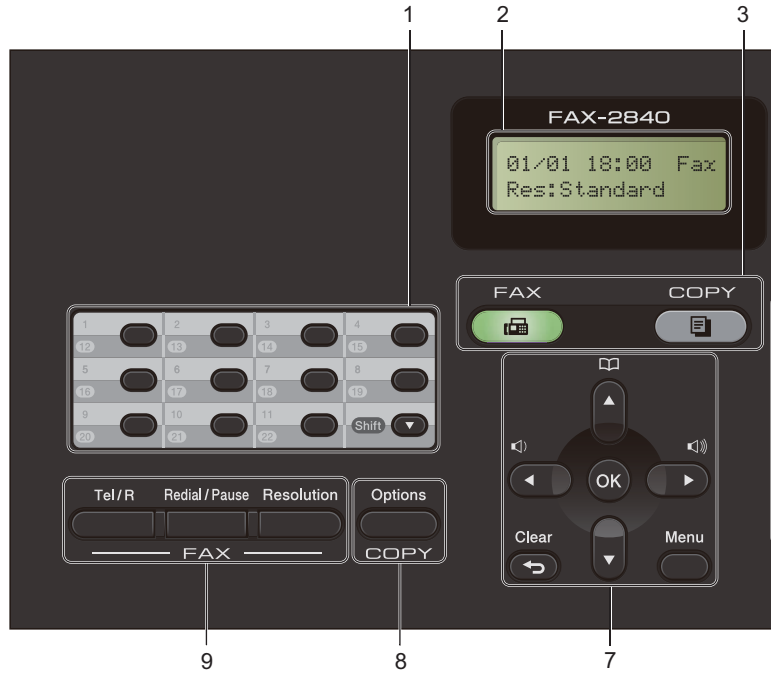 1 2 3
FAX-2840
01/01 18:00 Fax
Res:Standard
FAX COPY
1 2 3 4
12 13 14 15
5 6 7 8
16 17 18 19
9 10 11 Shift
20 21 22
OK
Tel/R Redial/Pause Resolution Options
Clear Menu
FAX COPY
9 8 7